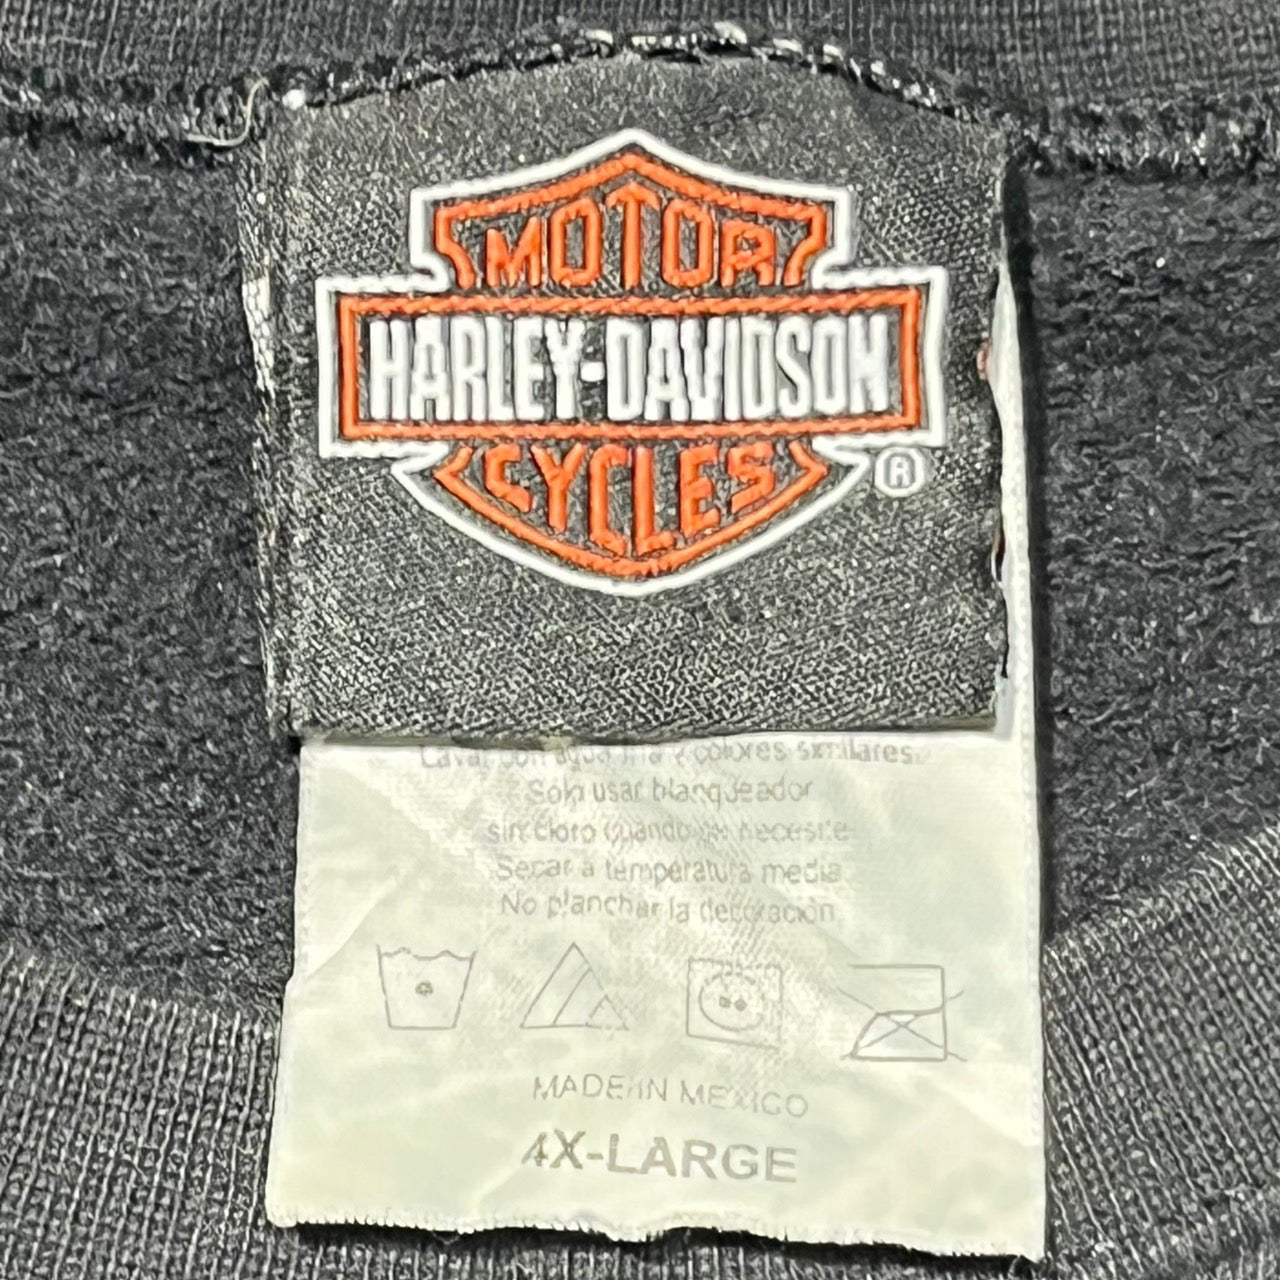 MOTOR
HARLEY-DAVIDSON
CYCLES
®
Lavar con agua fria y colores similares.
Solo usar blanqueador
sin cloro cuando se necesite
Secar a temperatura media
No planchar la decoración
MADE IN MEXICO
4X-LARGE